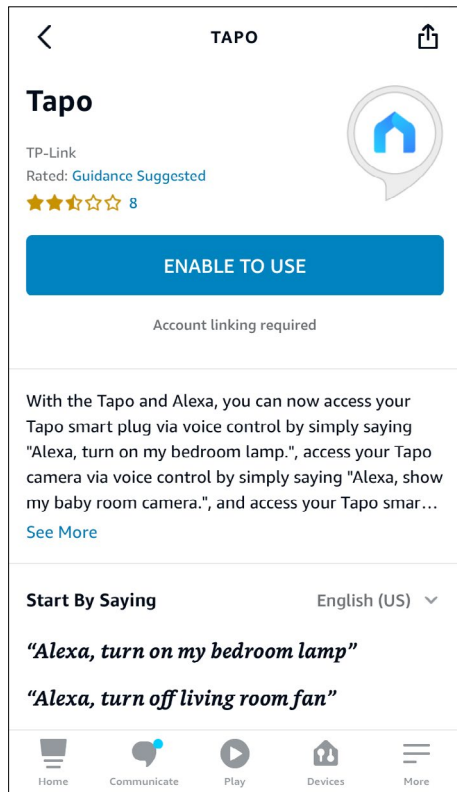 TAPO
Tapo
TP-Link
Rated: Guidance Suggested
8
ENABLE TO USE
Account linking required
With the Tapo and Alexa, you can now access your
Tapo smart plug via voice control by simply saying
"Alexa, turn on my bedroom lamp.", access your Tapo
camera via voice control by simply saying "Alexa, show
my baby room camera.", and access your Tapo smar...
See More
Start By Saying English (US)
“Alexa, turn on my bedroom lamp”
“Alexa, turn off living room fan”
Home Communicate Play Devices More